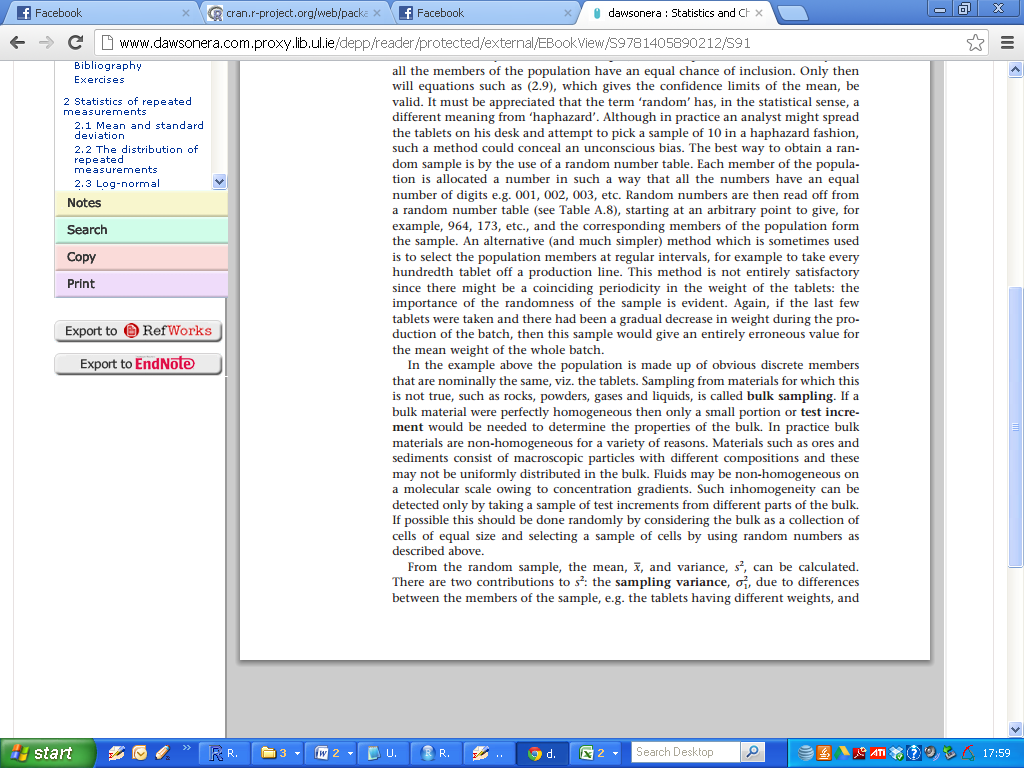 Facebook
cran.r-project.org/web/packa
Facebook
dawsonera : Statistics and Ch
www.dawsonera.com.proxy.lib.ul.ie/depp/reader/protected/external/EBookView/S9781405890212/S91
Bibliography
Exercises
2 Statistics of repeated
measurements
2.1 Mean and standard
deviation
2.2 The distribution of
repeated
measurements
2.3 Log-normal
Notes
Search
Copy
Print
Export to RefWorks
Export to EndNote
all the members of the population have an equal chance of inclusion. Only then
will equations such as (2.9), which gives the confidence limits of the mean, be
valid. It must be appreciated that the term ‘random’ has, in the statistical sense, a
different meaning from ‘haphazard’. Although in practice an analyst might spread
the tablets on his desk and attempt to pick a sample of 10 in a haphazard fashion,
such a method could conceal an unconscious bias. The best way to obtain a ran-
dom sample is by the use of a random number table. Each member of the popula-
tion is allocated a number in such a way that all the numbers have an equal
number of digits e.g. 001, 002, 003, etc. Random numbers are then read off from
a random number table (see Table A.8), starting at an arbitrary point to give, for
example, 964, 173, etc., and the corresponding members of the population form
the sample. An alternative (and much simpler) method which is sometimes used
is to select the population members at regular intervals, for example to take every
hundredth tablet off a production line. This method is not entirely satisfactory
since there might be a coinciding periodicity in the weight of the tablets: the
importance of the randomness of the sample is evident. Again, if the last few
tablets were taken and there had been a gradual decrease in weight during the pro-
duction of the batch, then this sample would give an entirely erroneous value for
the mean weight of the whole batch.
In the example above the population is made up of obvious discrete members
that are nominally the same, viz. the tablets. Sampling from materials for which this
is not true, such as rocks, powders, gases and liquids, is called bulk sampling. If a
bulk material were perfectly homogeneous then only a small portion or test incre-
ment would be needed to determine the properties of the bulk. In practice bulk
materials are non-homogeneous for a variety of reasons. Materials such as ores and
sediments consist of macroscopic particles with different compositions and these
may not be uniformly distributed in the bulk. Fluids may be non-homogeneous on
a molecular scale owing to concentration gradients. Such inhomogeneity can be
detected only by taking a sample of test increments from different parts of the bulk.
If possible this should be done randomly by considering the bulk as a collection of
cells of equal size and selecting a sample of cells by using random numbers as
described above.
From the random sample, the mean, x̄, and variance, s², can be calculated.
There are two contributions to s²: the sampling variance, σ₁², due to differences
between the members of the sample, e.g. the tablets having different weights, and
start
R.
3
2
U.
R.
..
d.
2
Search Desktop
17:59